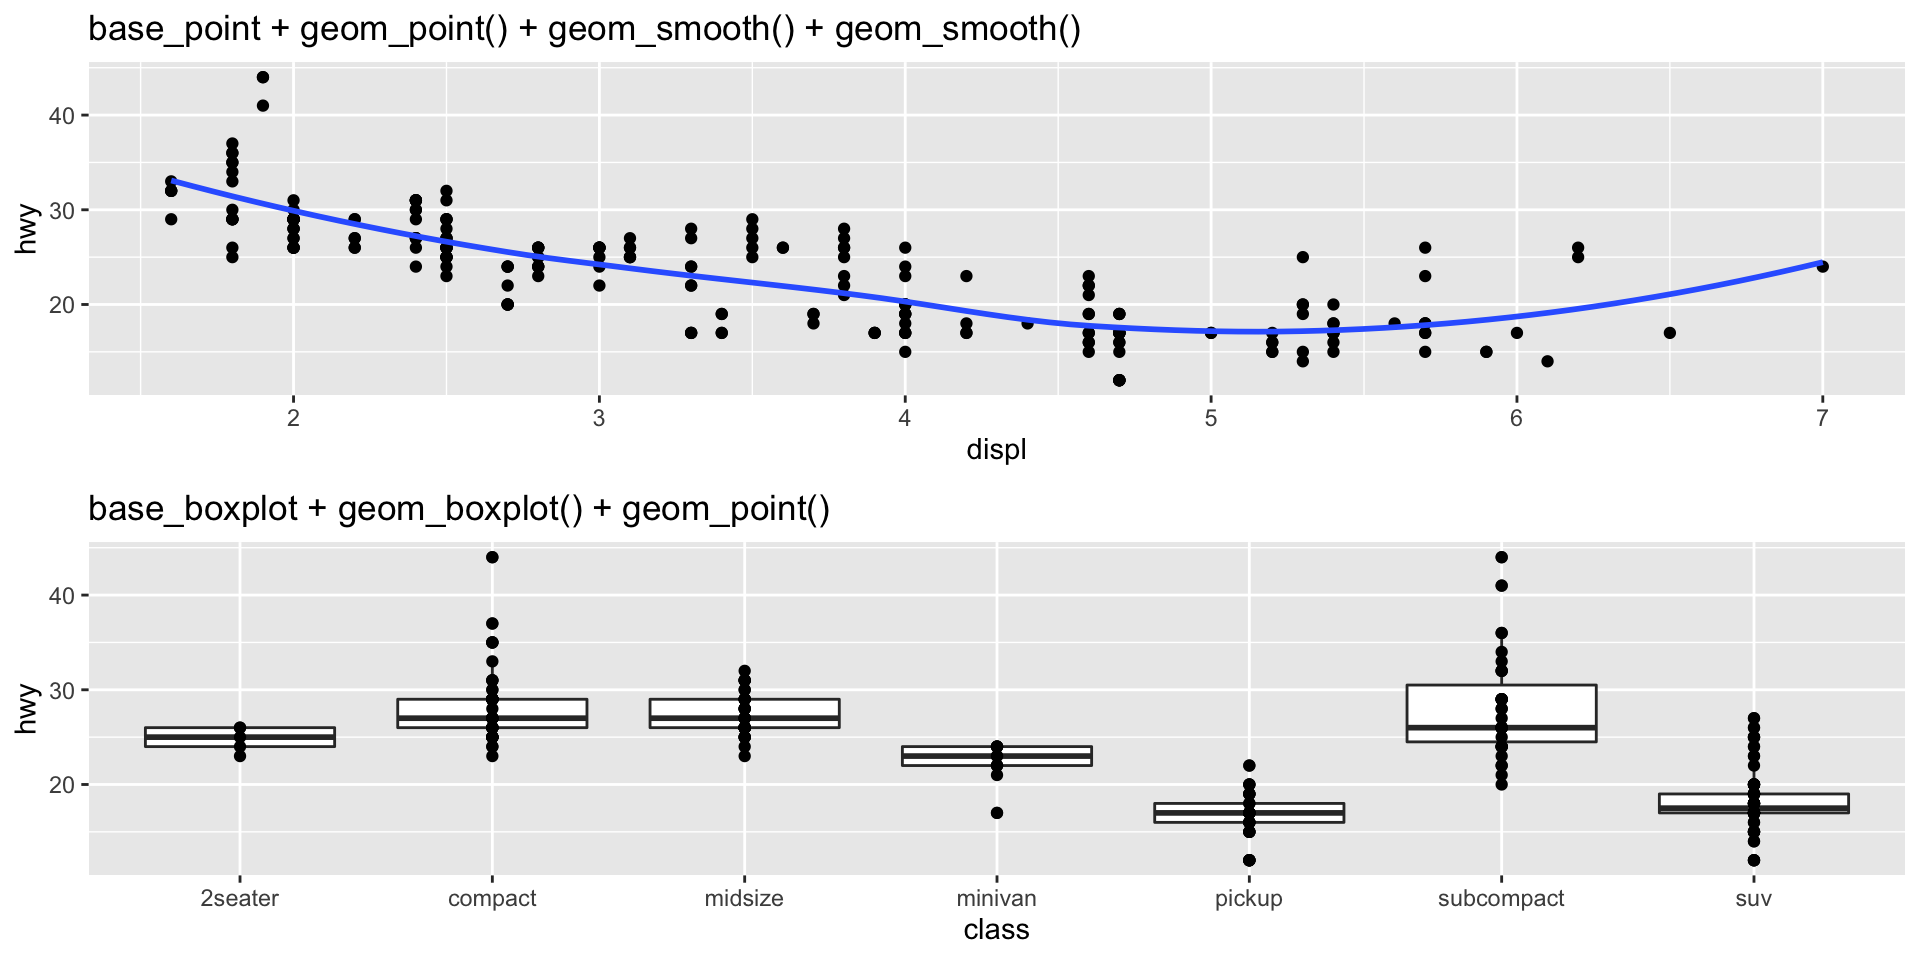 base_point + geom_point() + geom_smooth() + geom_smooth()
hwy
40
30
20
2 3 4 5 6 7
displ
base_boxplot + geom_boxplot() + geom_point()
hwy
40
30
20
2seater compact midsize minivan pickup subcompact suv
class